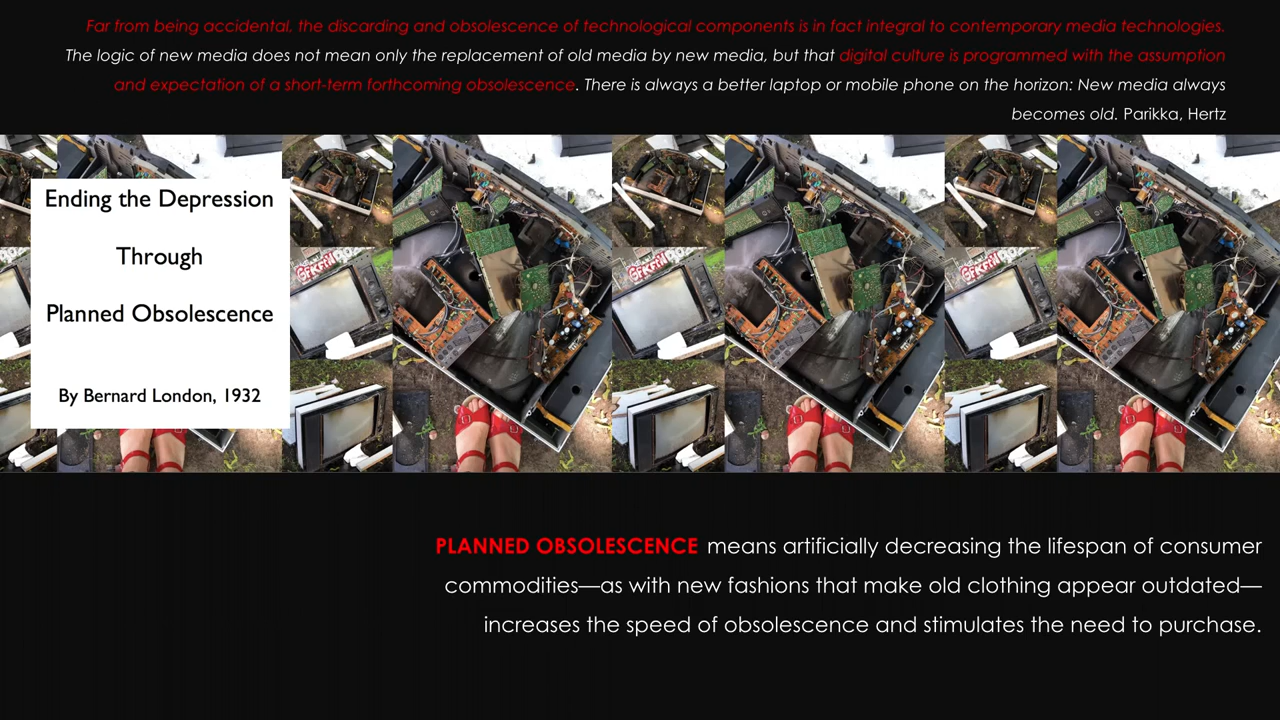 Far from being accidental, the discarding and obsolescence of technological components is in fact integral to contemporary media technologies.
The logic of new media does not mean only the replacement of old media by new media, but that digital culture is programmed with the assumption
and expectation of a short-term forthcoming obsolescence. There is always a better laptop or mobile phone on the horizon: New media always
becomes old. Parikka, Hertz
Ending the Depression
Through
Planned Obsolescence
By Bernard London, 1932
PLANNED OBSOLESCENCE means artificially decreasing the lifespan of consumer
commodities—as with new fashions that make old clothing appear outdated—
increases the speed of obsolescence and stimulates the need to purchase.